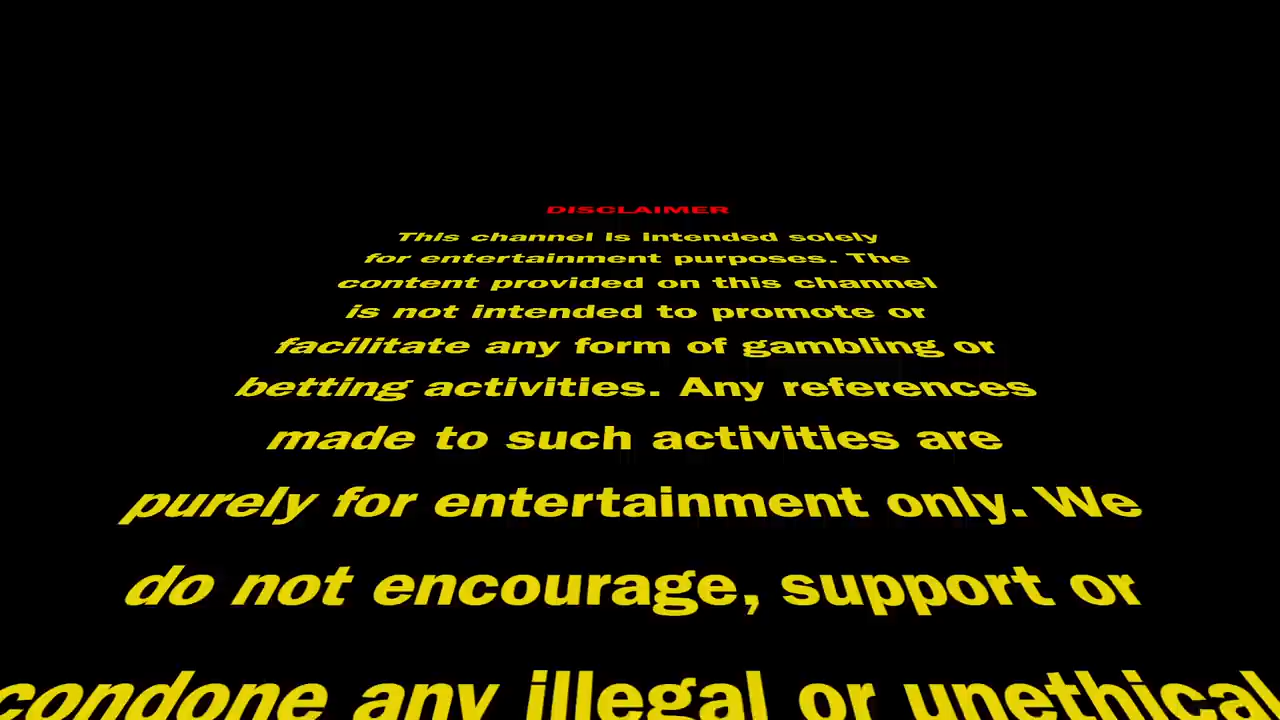 DISCLAIMER
This channel is intended solely
for entertainment purposes. The
content provided on this channel
is not intended to promote or
facilitate any form of gambling or
betting activities. Any references
made to such activities are
purely for entertainment only. We
do not encourage, support or
condone any illegal or unethical